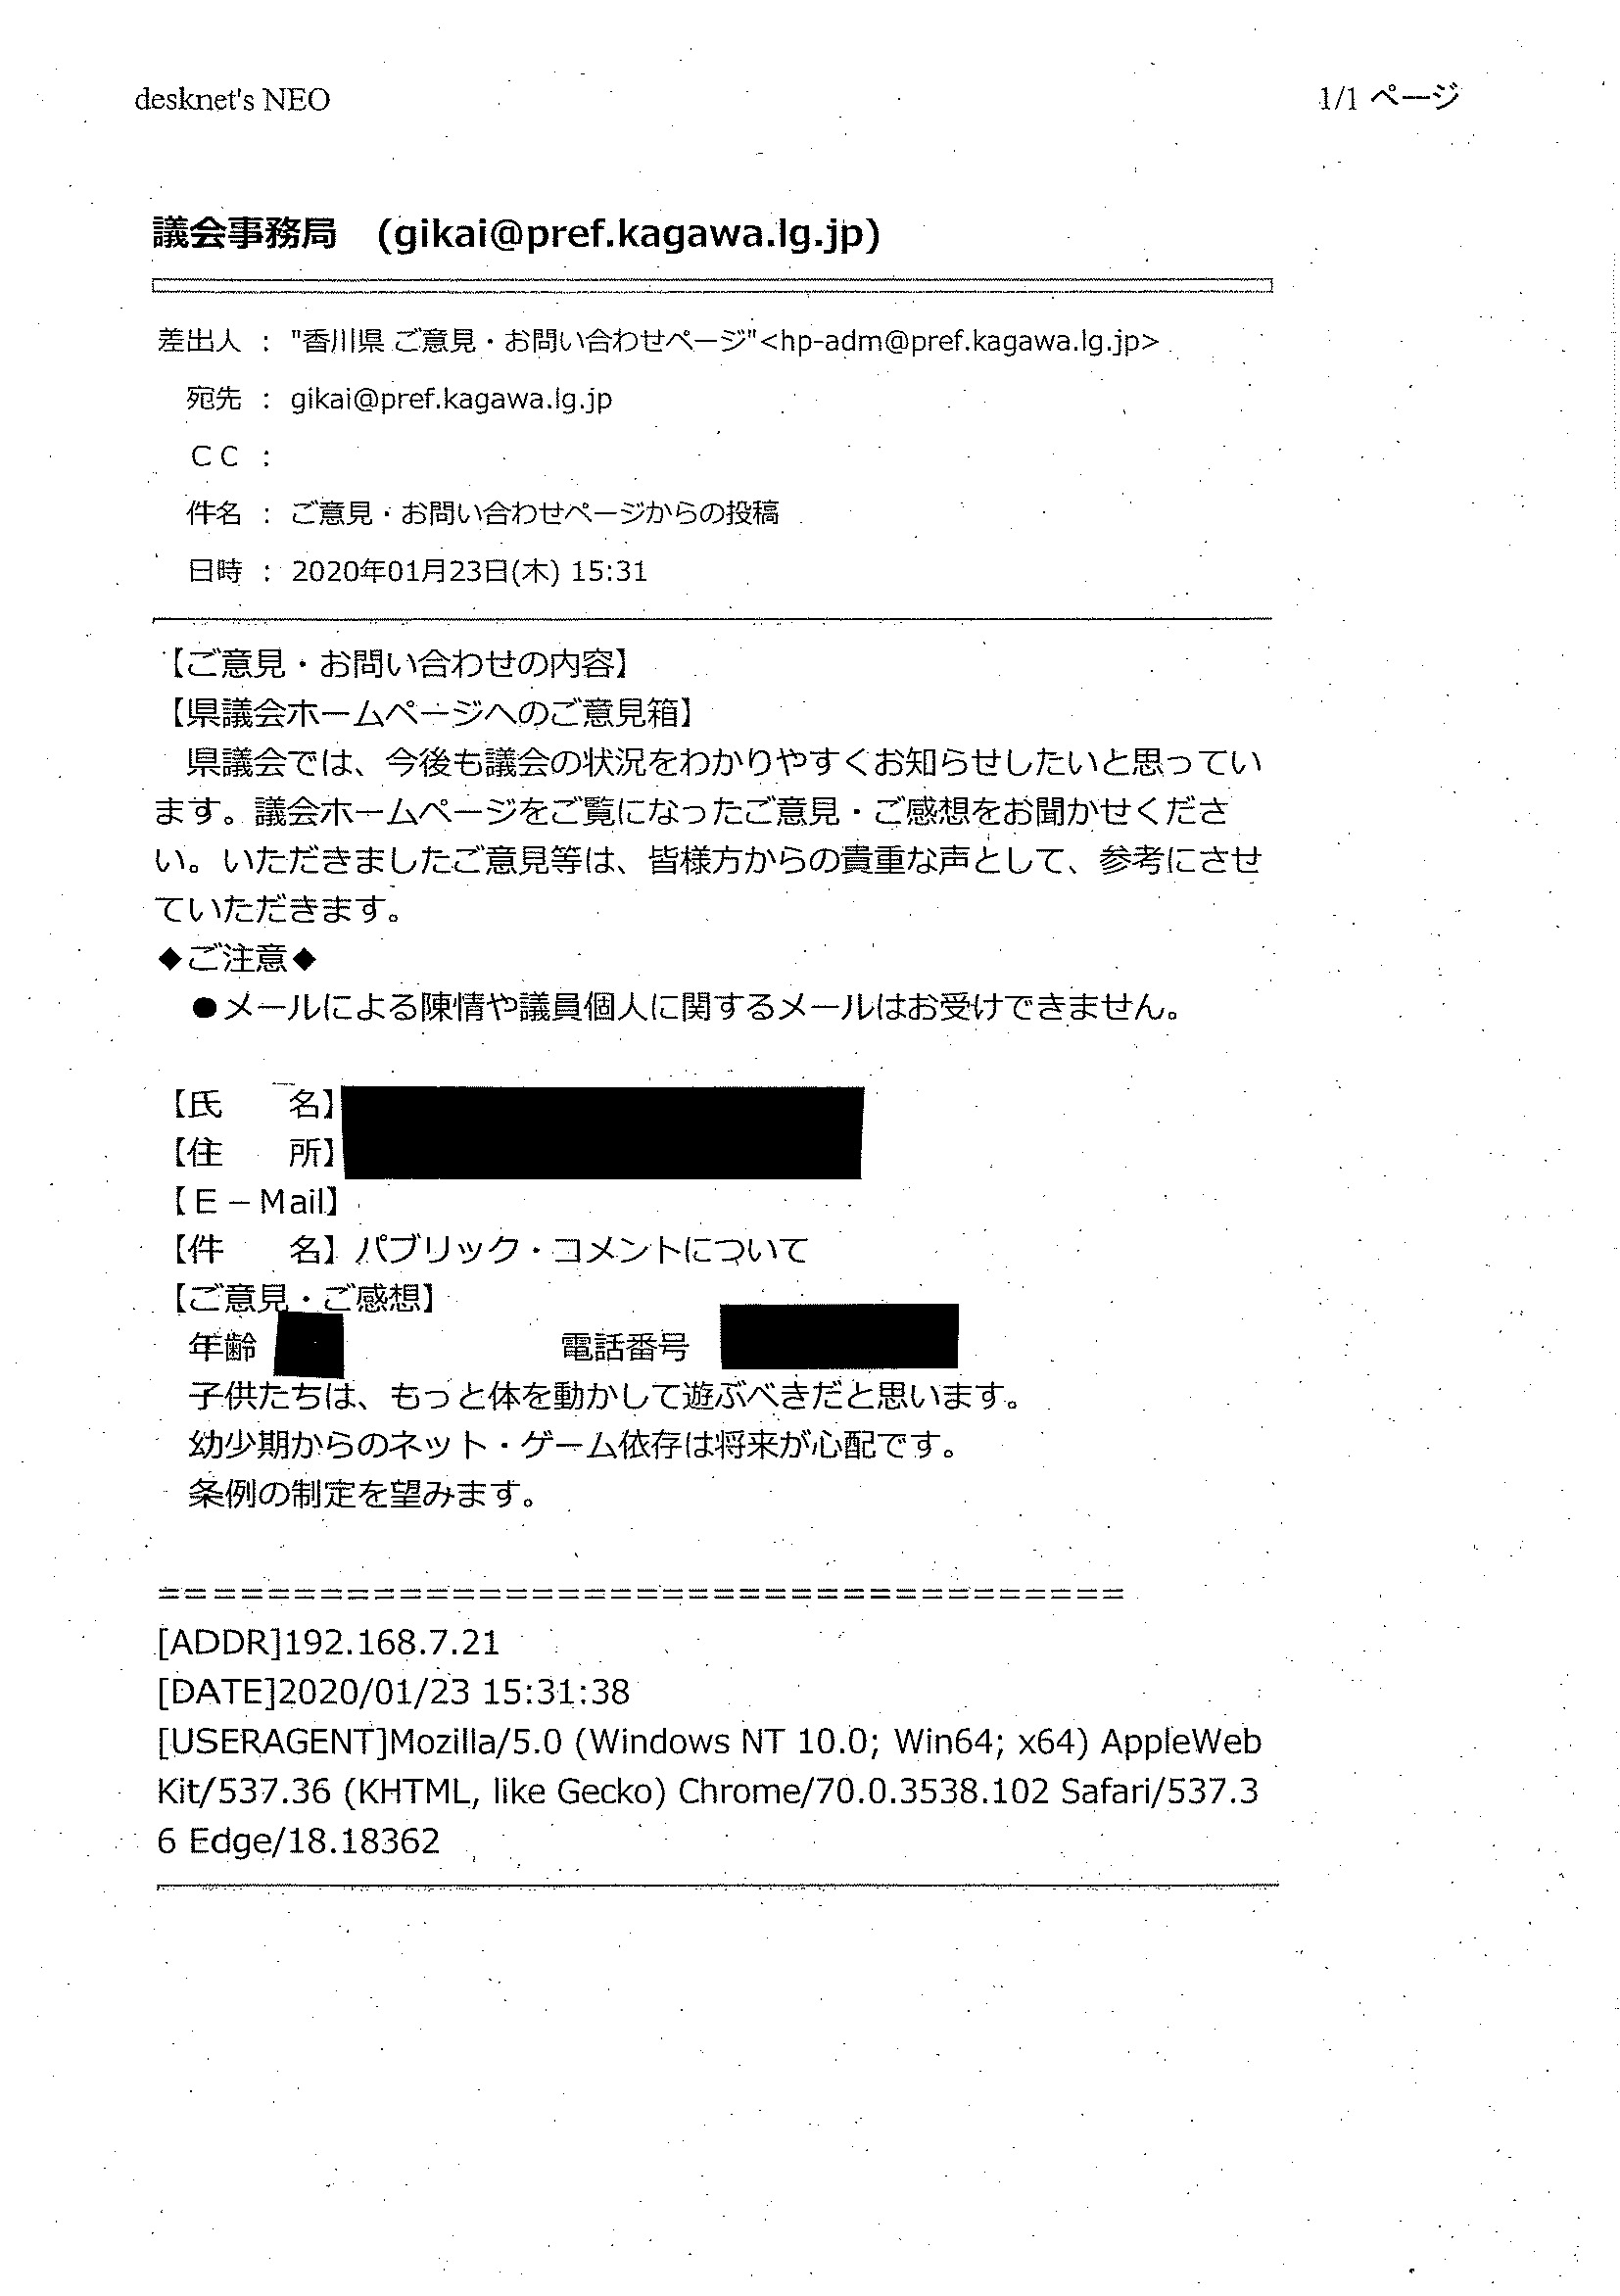 desknet's NEO
1/1 ページ
議会事務局　(gikai@pref.kagawa.lg.jp)
差出人 ： "香川県 ご意見・お問い合わせページ"<hp-adm@pref.kagawa.lg.jp>
宛先 ： gikai@pref.kagawa.lg.jp
ＣＣ ：
件名 ： ご意見・お問い合わせページからの投稿
日時 ： 2020年01月23日(木) 15:31
【ご意見・お問い合わせの内容】
【県議会ホームページへのご意見箱】
　県議会では、今後も議会の状況をわかりやすくお知らせしたいと思ってい
ます。議会ホームページをご覧になったご意見・ご感想をお聞かせくださ
い。いただきましたご意見等は、皆様方からの貴重な声として、参考にさせ
ていただきます。
◆ご注意◆
　●メールによる陳情や議員個人に関するメールはお受けできません。
【氏　　名】
【住　　所】
【Ｅ－Mail】
【件　　名】パブリック・コメントについて
【ご意見・ご感想】
年齢　　　　　　　　　電話番号
子供たちは、もっと体を動かして遊ぶべきだと思います。
幼少期からのネット・ゲーム依存は将来が心配です。
条例の制定を望みます。
=====================================
[ADDR]192.168.7.21
[DATE]2020/01/23 15:31:38
[USERAGENT]Mozilla/5.0 (Windows NT 10.0; Win64; x64) AppleWeb
Kit/537.36 (KHTML, like Gecko) Chrome/70.0.3538.102 Safari/537.3
6 Edge/18.18362